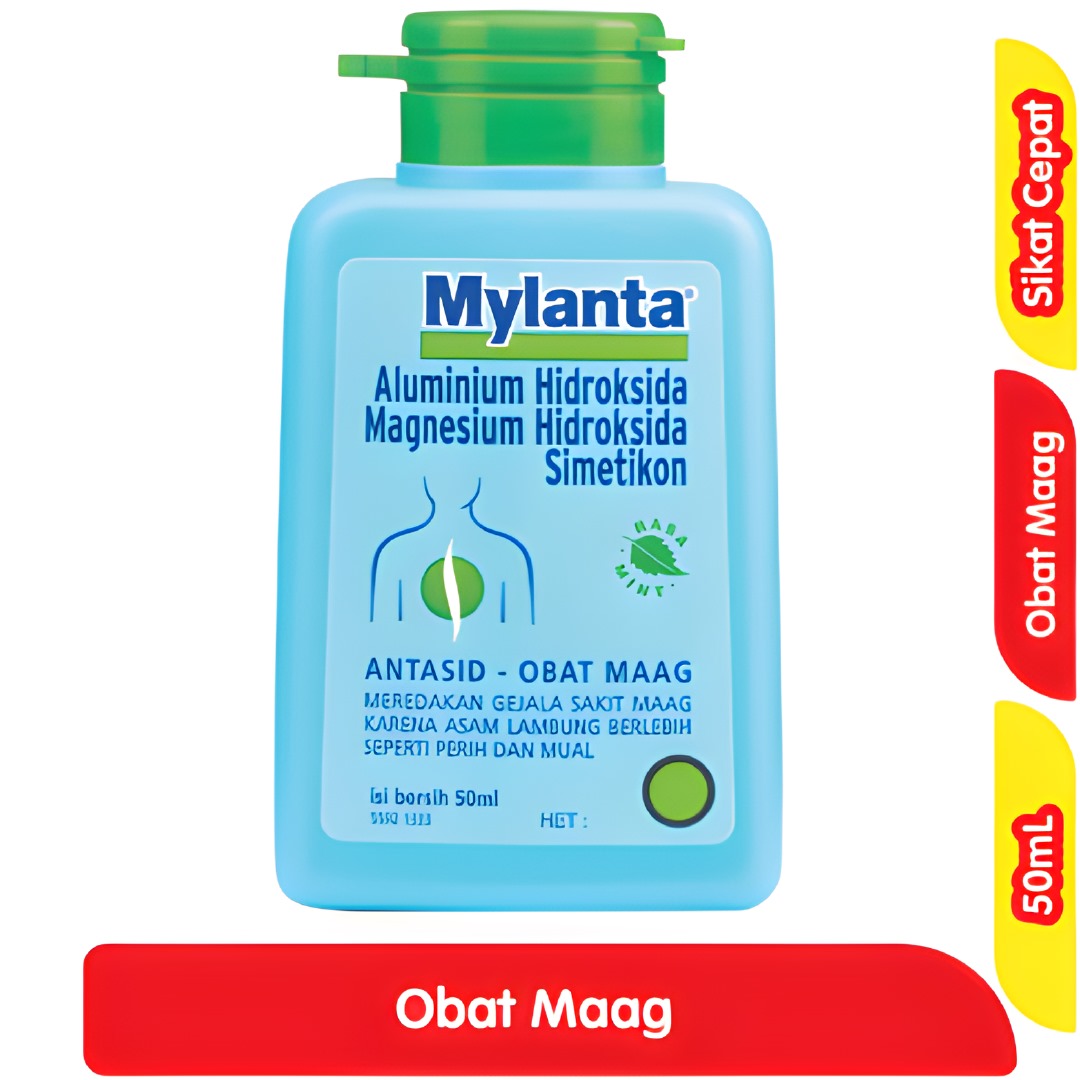 Mylanta
Aluminium Hidroksida
Magnesium Hidroksida
Simetikon
RASA
MINT
ANTASID - OBAT MAAG
MEREDAKAN GEJALA SAKIT MAAG
KARENA ASAM LAMBUNG BERLEBIH
SEPERTI PERIH DAN MUAL
Isi bersih 50ml
HET :
Sikat Cepat
Obat Maag
50mL
Obat Maag